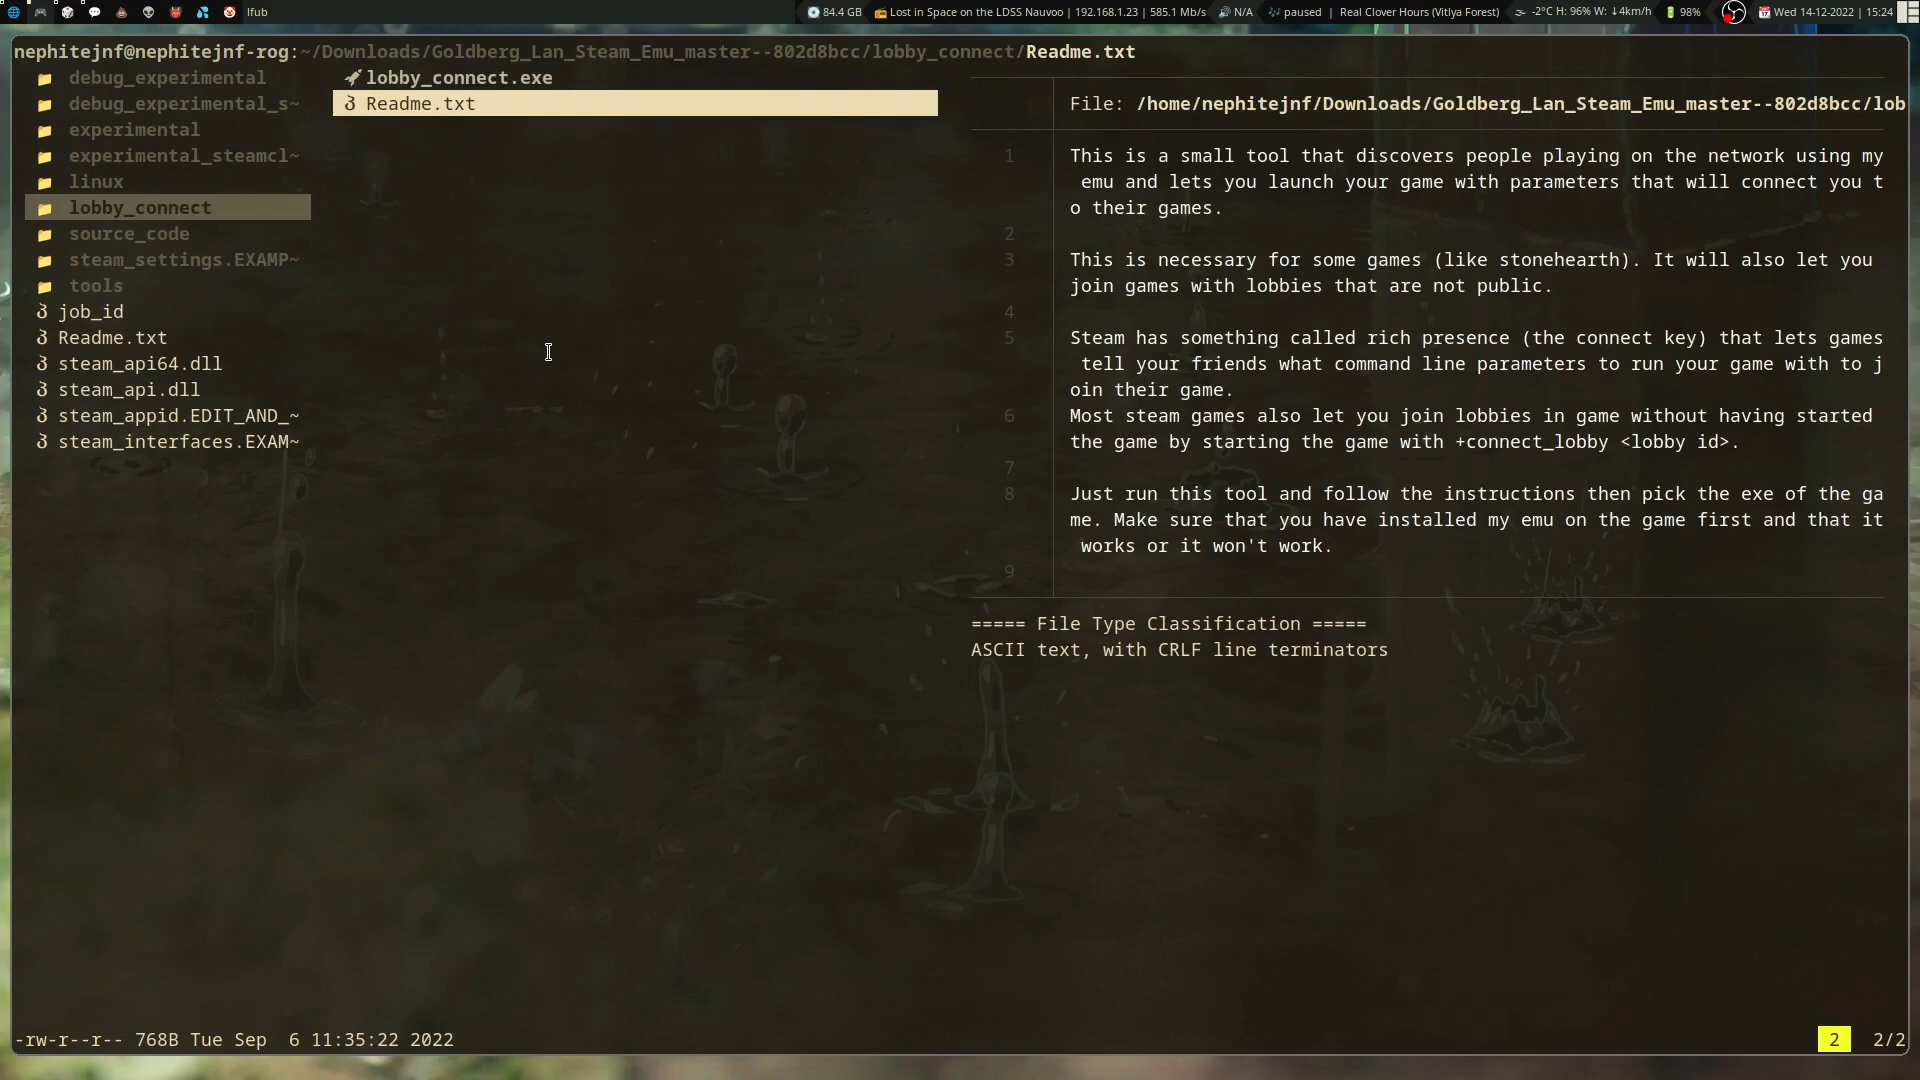 lfub
84.4 GB
Lost in Space on the LDSS Nauvoo | 192.168.1.23 | 585.1 Mb/s
N/A
paused | Real Clover Hours (Vitlya Forest)
-2°C H: 96% W: ↓4km/h
98%
Wed 14-12-2022 | 15:24
nephitejnf@nephitejnf-rog:~/Downloads/Goldberg_Lan_Steam_Emu_master--802d8bcc/lobby_connect/Readme.txt
debug_experimental
debug_experimental_s~
experimental
experimental_steamcl~
linux
lobby_connect
source_code
steam_settings.EXAMP~
tools
job_id
Readme.txt
steam_api64.dll
steam_api.dll
steam_appid.EDIT_AND_~
steam_interfaces.EXAM~
lobby_connect.exe
Readme.txt
File: /home/nephitejnf/Downloads/Goldberg_Lan_Steam_Emu_master--802d8bcc/lob
1 This is a small tool that discovers people playing on the network using my
emu and lets you launch your game with parameters that will connect you t
o their games.
2
3 This is necessary for some games (like stonehearth). It will also let you
join games with lobbies that are not public.
4
5 Steam has something called rich presence (the connect key) that lets games
tell your friends what command line parameters to run your game with to j
oin their game.
6 Most steam games also let you join lobbies in game without having started
the game by starting the game with +connect_lobby <lobby id>.
7
8 Just run this tool and follow the instructions then pick the exe of the ga
me. Make sure that you have installed my emu on the game first and that it
works or it won't work.
9
===== File Type Classification =====
ASCII text, with CRLF line terminators
-rw-r--r-- 768B Tue Sep  6 11:35:22 2022
2 2/2